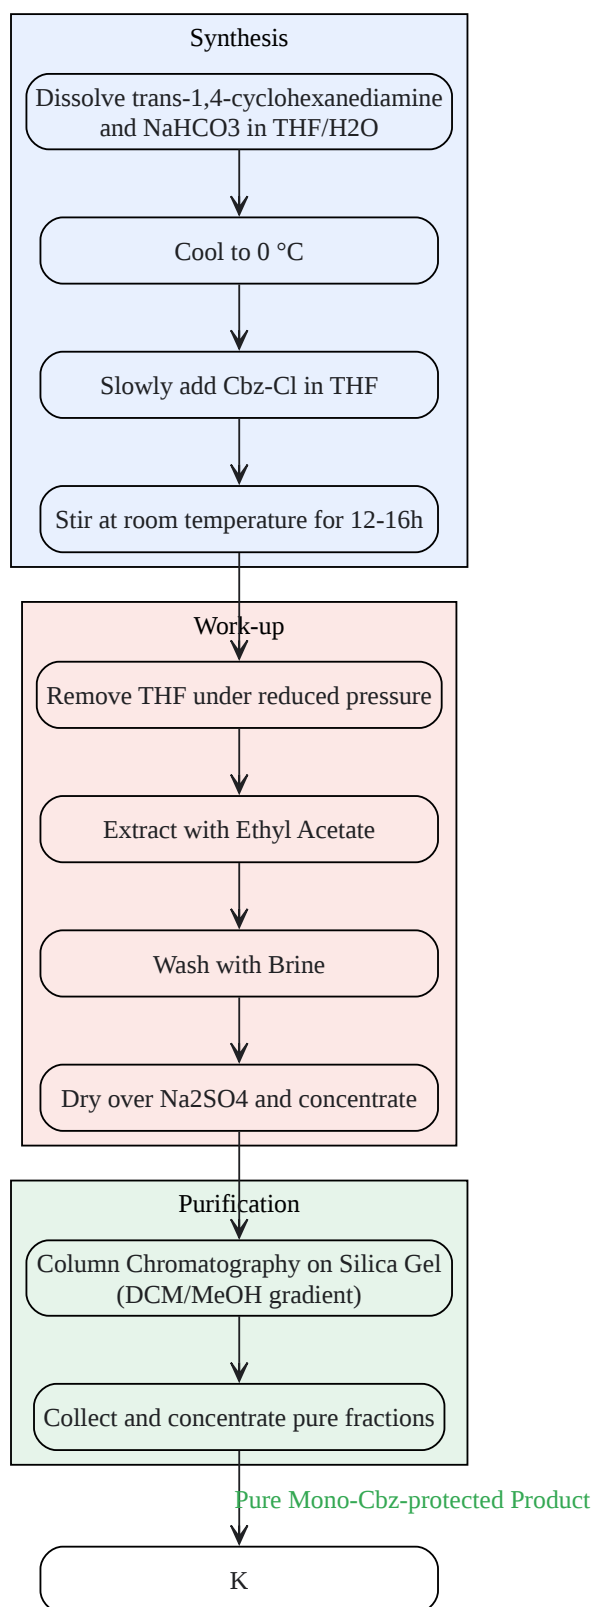 Synthesis
Dissolve trans-1,4-cyclohexanediamine
and NaHCO3 in THF/H2O
Cool to 0 °C
Slowly add Cbz-Cl in THF
Stir at room temperature for 12-16h
Work-up
Remove THF under reduced pressure
Extract with Ethyl Acetate
Wash with Brine
Dry over Na2SO4 and concentrate
Purification
Column Chromatography on Silica Gel
(DCM/MeOH gradient)
Collect and concentrate pure fractions
Pure Mono-Cbz-protected Product
K